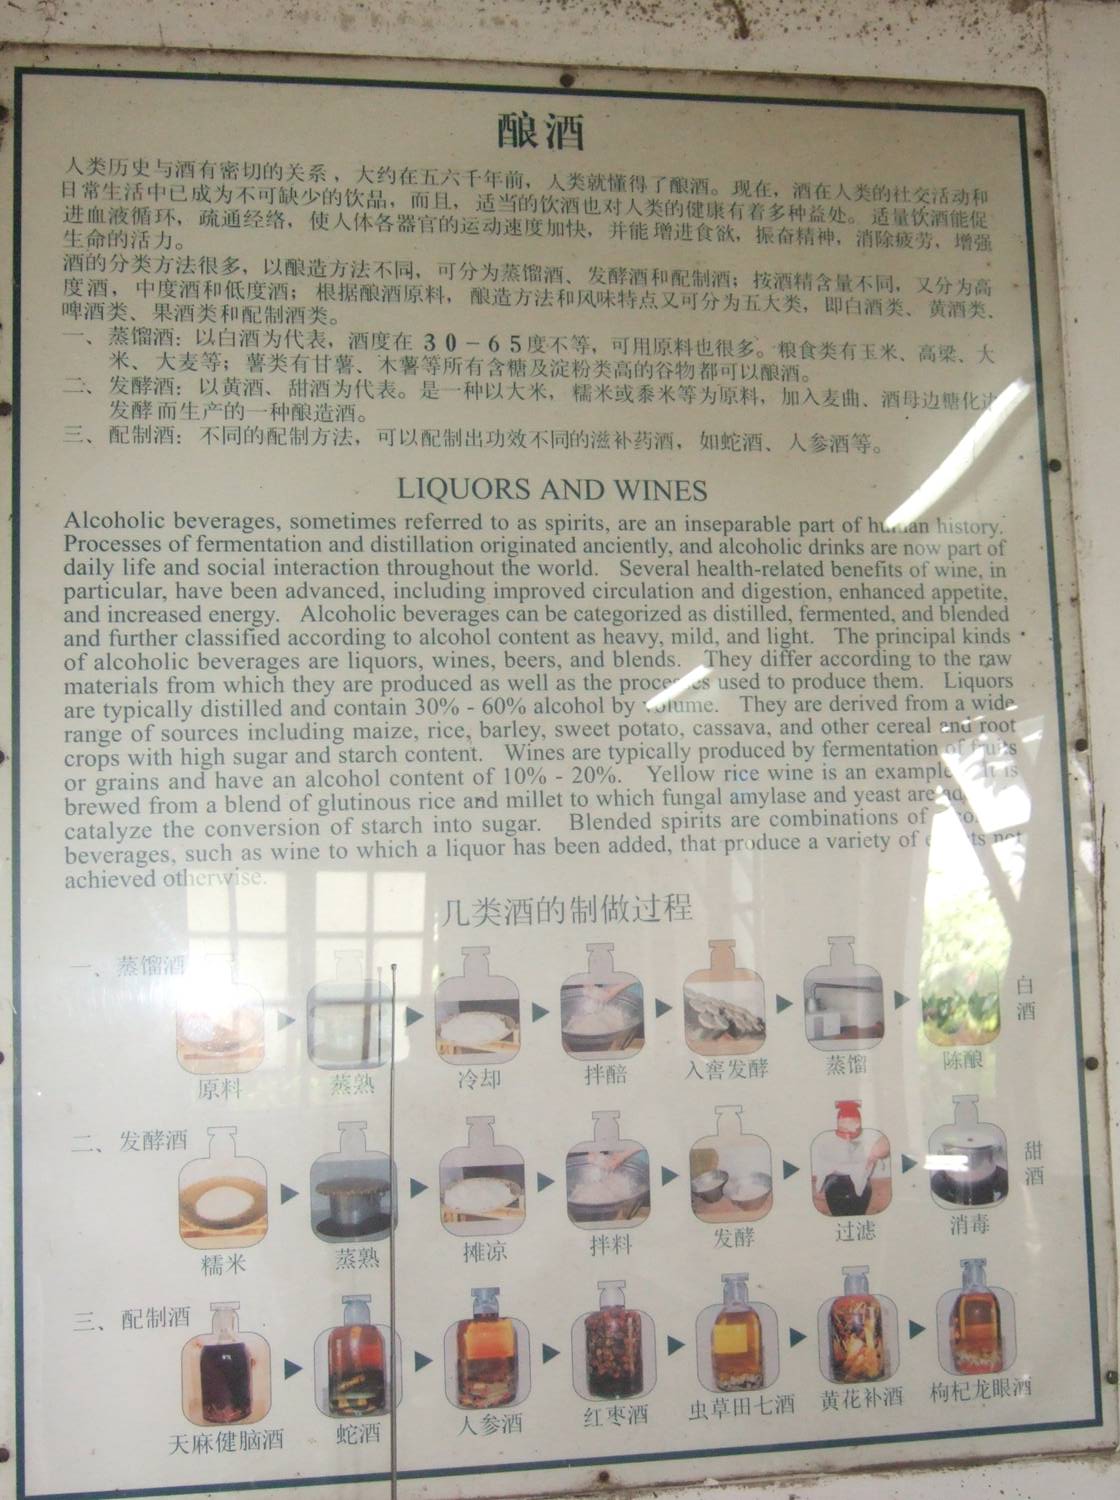 酿酒
人类历史与酒有密切的关系，大约在五六千年前，人类就懂得了酿酒。现在，酒在人类的社交活动和
日常生活中已成为不可缺少的饮品，而且，适当的饮酒也对人类的健康有着多种益处。适量饮酒能促
进血液循环，疏通经络，使人体各器官的运动速度加快，并能增进食欲，振奋精神，消除疲劳，增强
生命的活力。
酒的分类方法很多，以酿造方法不同，可分为蒸馏酒、发酵酒和配制酒；按酒精含量不同，又分为高
度酒，中度酒和低度酒；根据酿酒原料，酿造方法和风味特点又可分为五大类，即白酒类、黄酒类、
啤酒类、果酒类和配制酒类。
一、蒸馏酒：以白酒为代表，酒度在30－65度不等，可用原料也很多。粮食类有玉米、高梁、大
米、大麦等；薯类有甘薯、木薯等所有含糖及淀粉类高的谷物都可以酿酒。
二、发酵酒：以黄酒、甜酒为代表。是一种以大米，糯米或黍米等为原料，加入麦曲、酒母边糖化边
发酵而生产的一种酿造酒。
三、配制酒：不同的配制方法，可以配制出功效不同的滋补药酒，如蛇酒、人参酒等。
LIQUORS AND WINES
Alcoholic beverages, sometimes referred to as spirits, are an inseparable part of human history.
Processes of fermentation and distillation originated anciently, and alcoholic drinks are now part of
daily life and social interaction throughout the world. Several health-related benefits of wine, in
particular, have been advanced, including improved circulation and digestion, enhanced appetite,
and increased energy. Alcoholic beverages can be categorized as distilled, fermented, and blended
and further classified according to alcohol content as heavy, mild, and light. The principal kinds
of alcoholic beverages are liquors, wines, beers, and blends. They differ according to the raw
materials from which they are produced as well as the processes used to produce them. Liquors
are typically distilled and contain 30% - 60% alcohol by volume. They are derived from a wide
range of sources including maize, rice, barley, sweet potato, cassava, and other cereal and root
crops with high sugar and starch content. Wines are typically produced by fermentation of fruits
or grains and have an alcohol content of 10% - 20%. Yellow rice wine is an example. It is
brewed from a blend of glutinous rice and millet to which fungal amylase and yeast are
catalyze the conversion of starch into sugar. Blended spirits are combinations of
beverages, such as wine to which a liquor has been added, that produce a variety of effects not
achieved otherwise.
几类酒的制做过程
一、蒸馏酒
白酒
原料 蒸熟 冷却 拌醅 入窖发酵 蒸馏 陈酿
二、发酵酒
甜酒
糯米 蒸熟 摊凉 拌料 发酵 过滤 消毒
三、配制酒
天麻健脑酒 蛇酒 人参酒 红枣酒 虫草田七酒 黄花补酒 枸杞龙眼酒